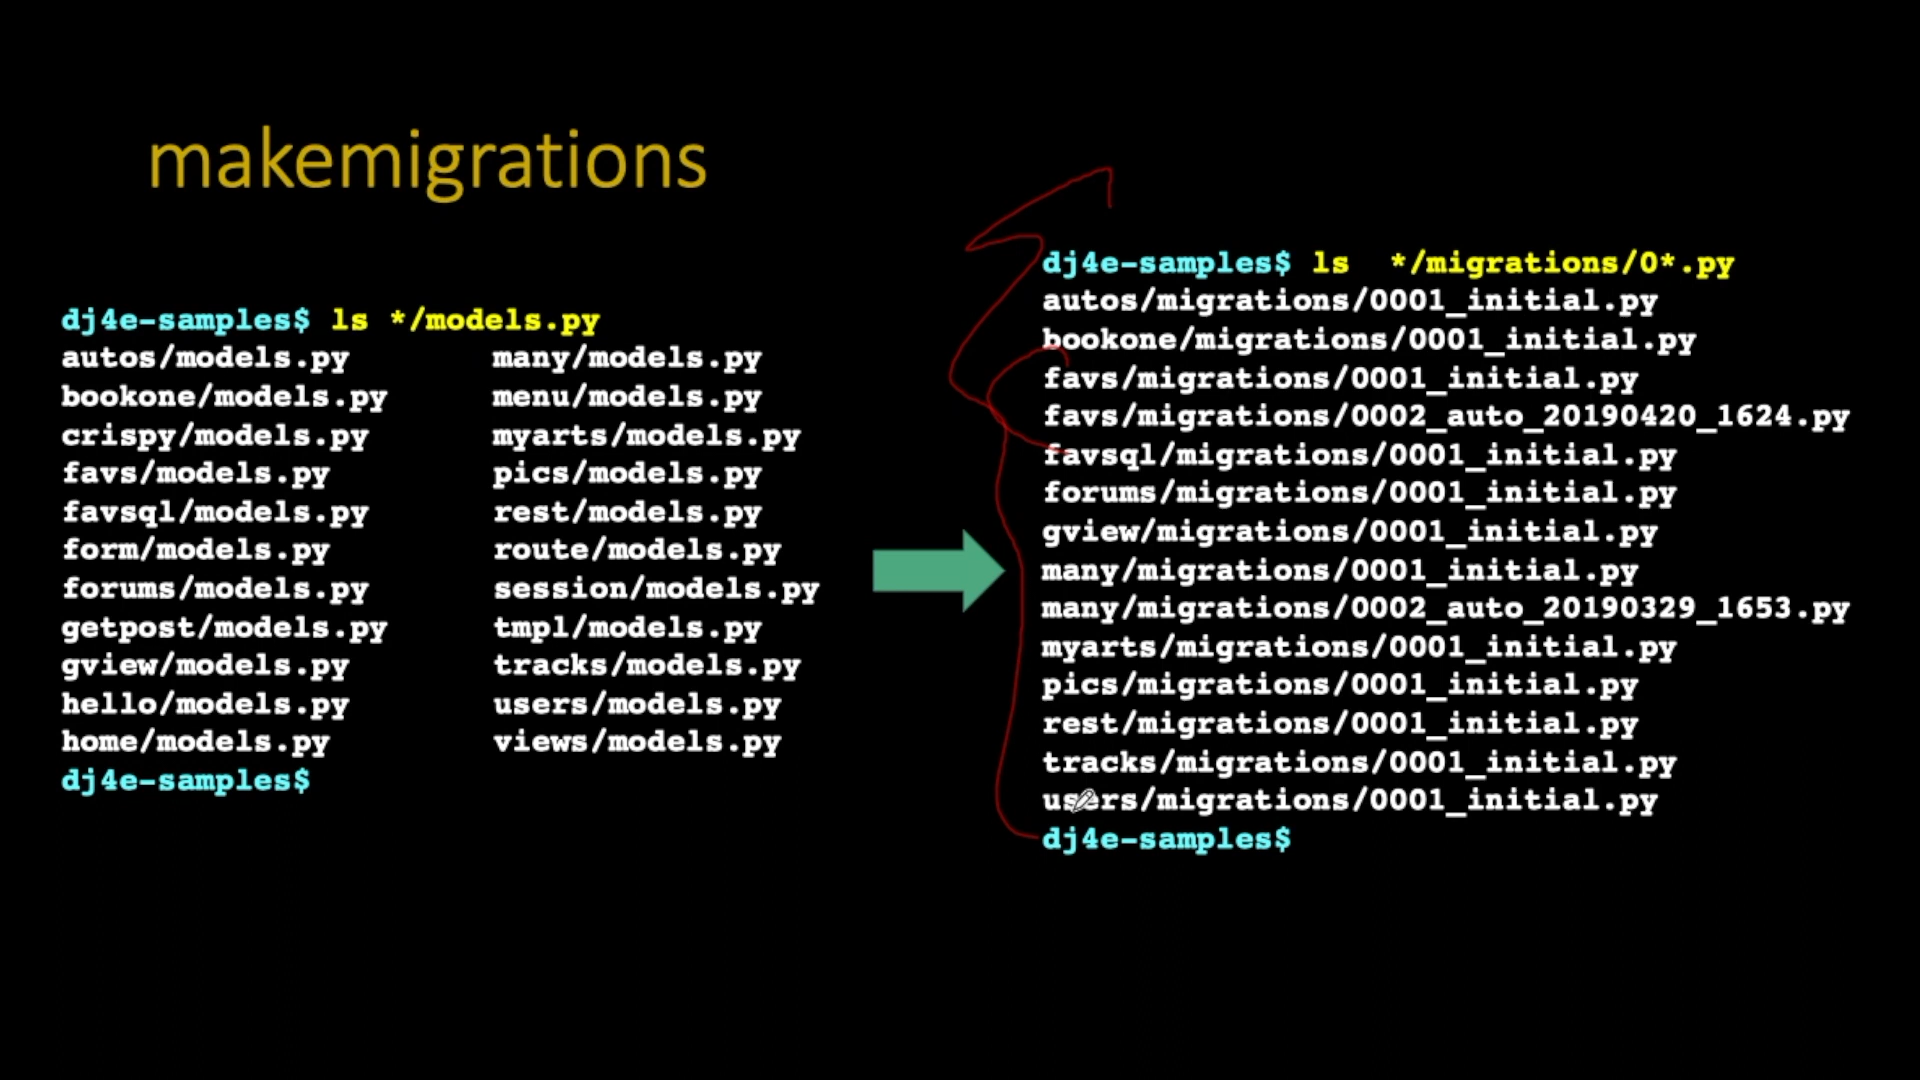 makemigrations
dj4e-samples$ ls */models.py
autos/models.py many/models.py
bookone/models.py menu/models.py
crispy/models.py myarts/models.py
favs/models.py pics/models.py
favsql/models.py rest/models.py
form/models.py route/models.py
forums/models.py session/models.py
getpost/models.py tmpl/models.py
gview/models.py tracks/models.py
hello/models.py users/models.py
home/models.py views/models.py
dj4e-samples$
dj4e-samples$ ls  */migrations/0*.py
autos/migrations/0001_initial.py
bookone/migrations/0001_initial.py
favs/migrations/0001_initial.py
favs/migrations/0002_auto_20190420_1624.py
favsql/migrations/0001_initial.py
forums/migrations/0001_initial.py
gview/migrations/0001_initial.py
many/migrations/0001_initial.py
many/migrations/0002_auto_20190329_1653.py
myarts/migrations/0001_initial.py
pics/migrations/0001_initial.py
rest/migrations/0001_initial.py
tracks/migrations/0001_initial.py
users/migrations/0001_initial.py
dj4e-samples$